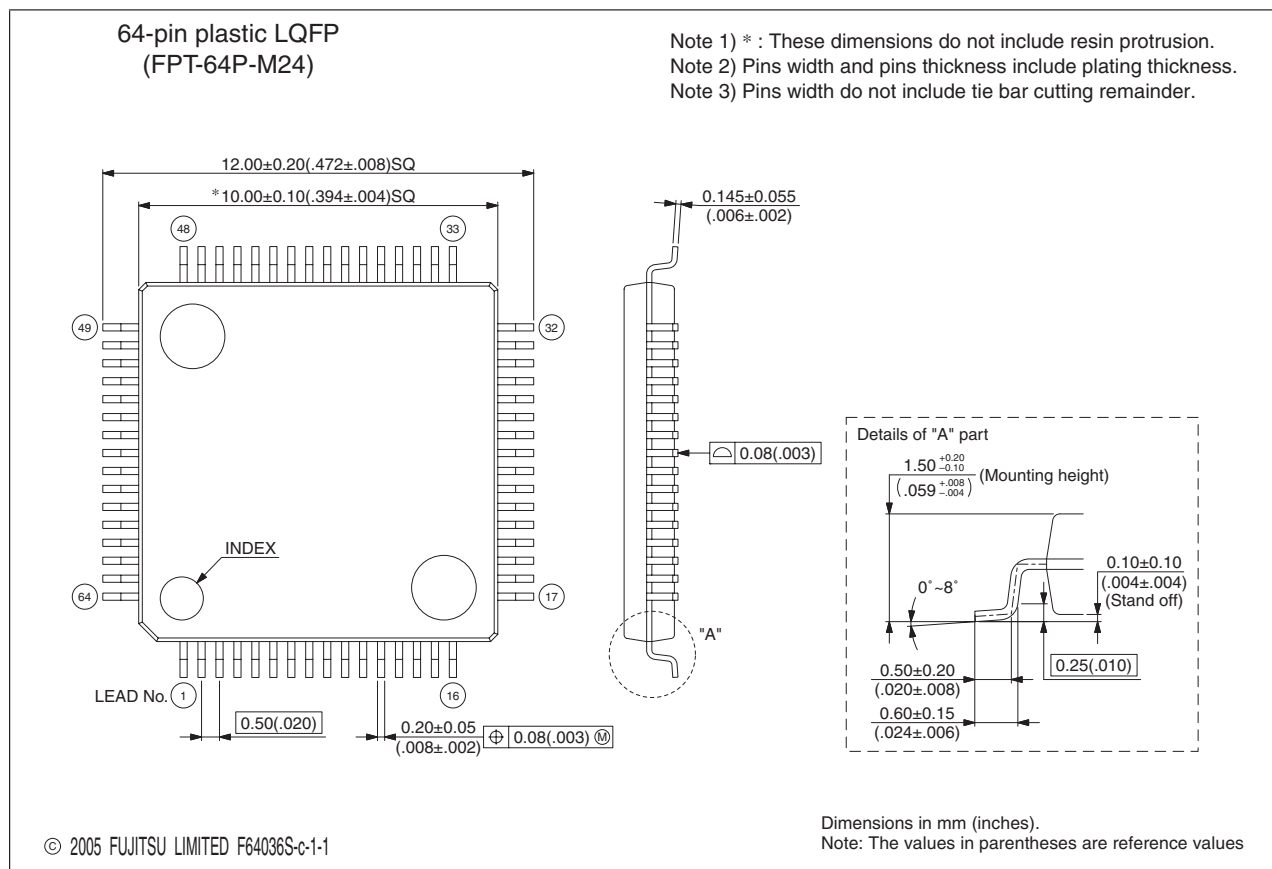 64-pin plastic LQFP
(FPT-64P-M24)
Note 1) * : These dimensions do not include resin protrusion.
Note 2) Pins width and pins thickness include plating thickness.
Note 3) Pins width do not include tie bar cutting remainder.
12.00±0.20(.472±.008)SQ
*10.00±0.10(.394±.004)SQ
0.145±0.055
(.006±.002)
48
33
49
32
0.08(.003)
INDEX
64
17
"A"
LEAD No.
1
16
0.50(.020)
0.20±0.05
(.008±.002)
⌖ 0.08(.003) Ⓜ
Details of "A" part
1.50 +0.20 −0.10 (Mounting height)
(.059 +.008 −.004)
0°~8°
0.10±0.10
(.004±.004)
(Stand off)
0.25(.010)
0.50±0.20
(.020±.008)
0.60±0.15
(.024±.006)
© 2005 FUJITSU LIMITED F64036S-c-1-1
Dimensions in mm (inches).
Note: The values in parentheses are reference values